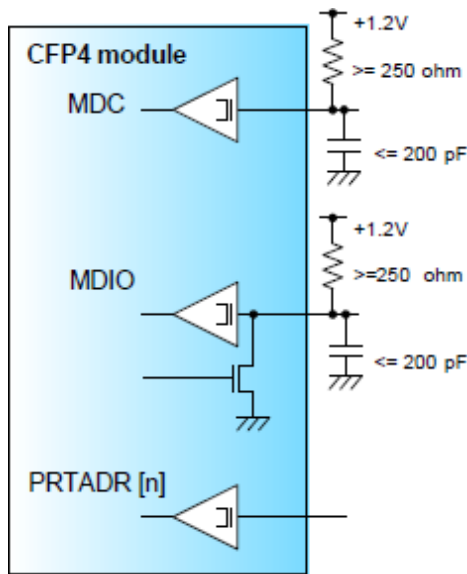 +1.2V
CFP4 module
>= 250 ohm
MDC
<= 200 pF
+1.2V
MDIO
>=250 ohm
<= 200 pF
PRTADR [n]